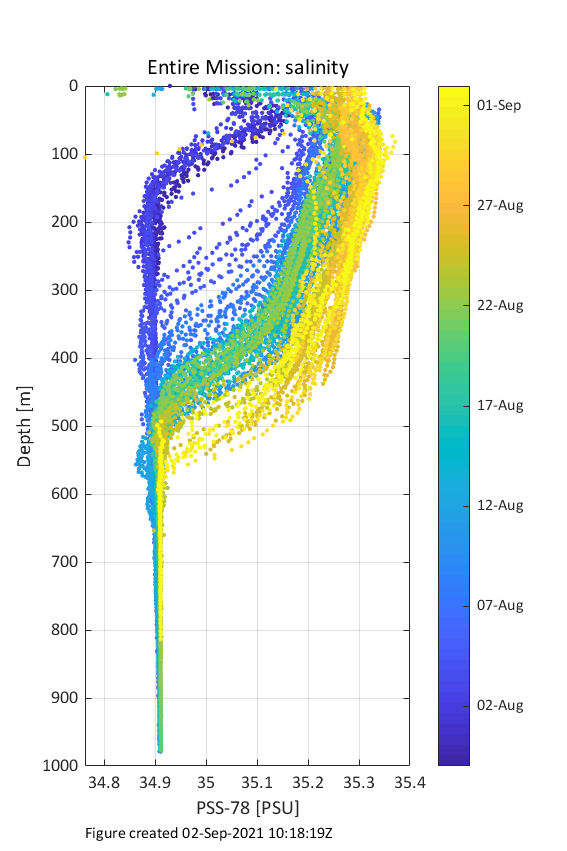 Entire Mission: salinity
0
100
200
300
400
500
600
700
800
900
1000
Depth [m]
34.8 34.9 35 35.1 35.2 35.3 35.4
PSS-78 [PSU]
01-Sep
27-Aug
22-Aug
17-Aug
12-Aug
07-Aug
02-Aug
Figure created 02-Sep-2021 10:18:19Z